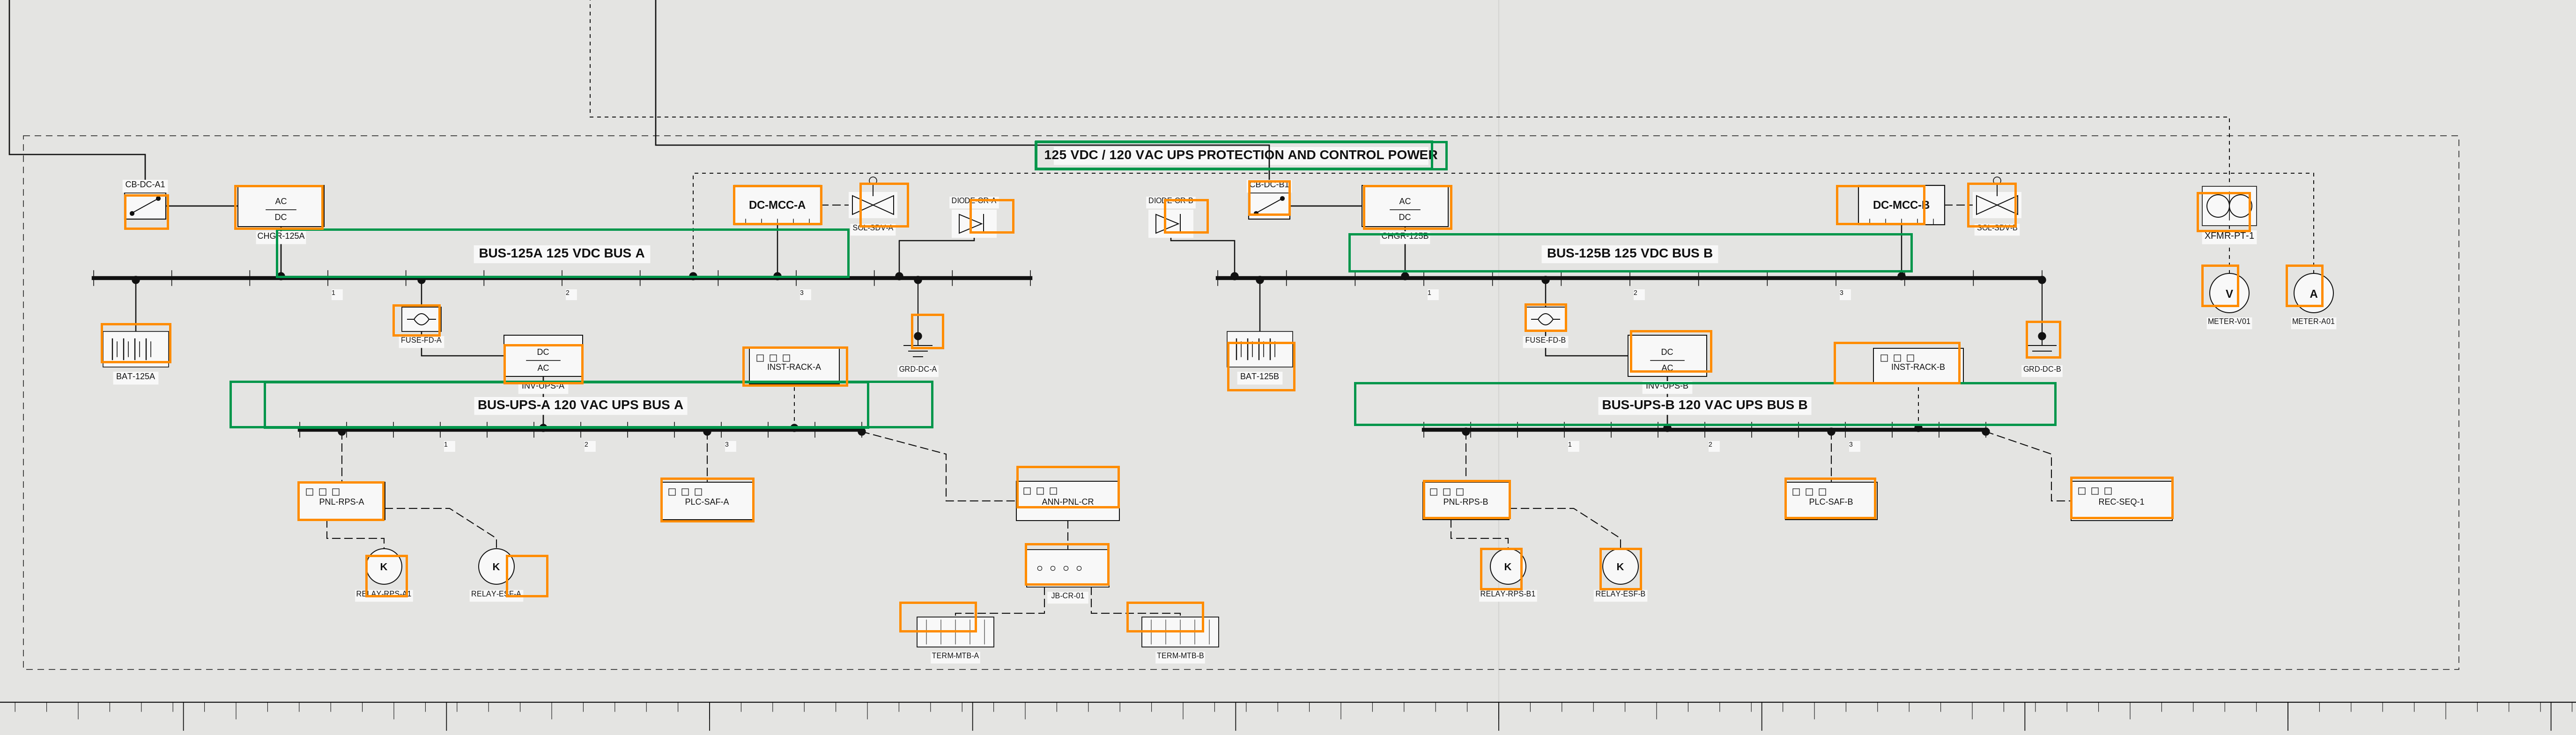 125 VDC / 120 VAC UPS PROTECTION AND CONTROL POWER
CB-DC-A1
AC
DC
CHGR-125A
DC-MCC-A
SOL-3DV-A
DIODE-OR-A
DIODE-OR-B
CB-DC-B1
AC
DC
CHGR-125B
DC-MCC-B
SOL-3DV-B
XFMR-PT-1
BUS-125A 125 VDC BUS A
BUS-125B 125 VDC BUS B
1
2
3
1
2
3
V
A
METER-V01
METER-A01
BAT-125A
FUSE-FD-A
DC
AC
INV-UPS-A
INST-RACK-A
GRD-DC-A
BAT-125B
FUSE-FD-B
DC
AC
INV-UPS-B
INST-RACK-B
GRD-DC-B
BUS-UPS-A 120 VAC UPS BUS A
BUS-UPS-B 120 VAC UPS BUS B
1
2
3
1
2
3
PNL-RPS-A
PLC-SAF-A
ANN-PNL-CR
PNL-RPS-B
PLC-SAF-B
REC-SEQ-1
K
K
K
K
RELAY-RPS-A1
RELAY-ESF-A
JB-CR-01
RELAY-RPS-B1
RELAY-ESF-B
TERM-MTB-A
TERM-MTB-B